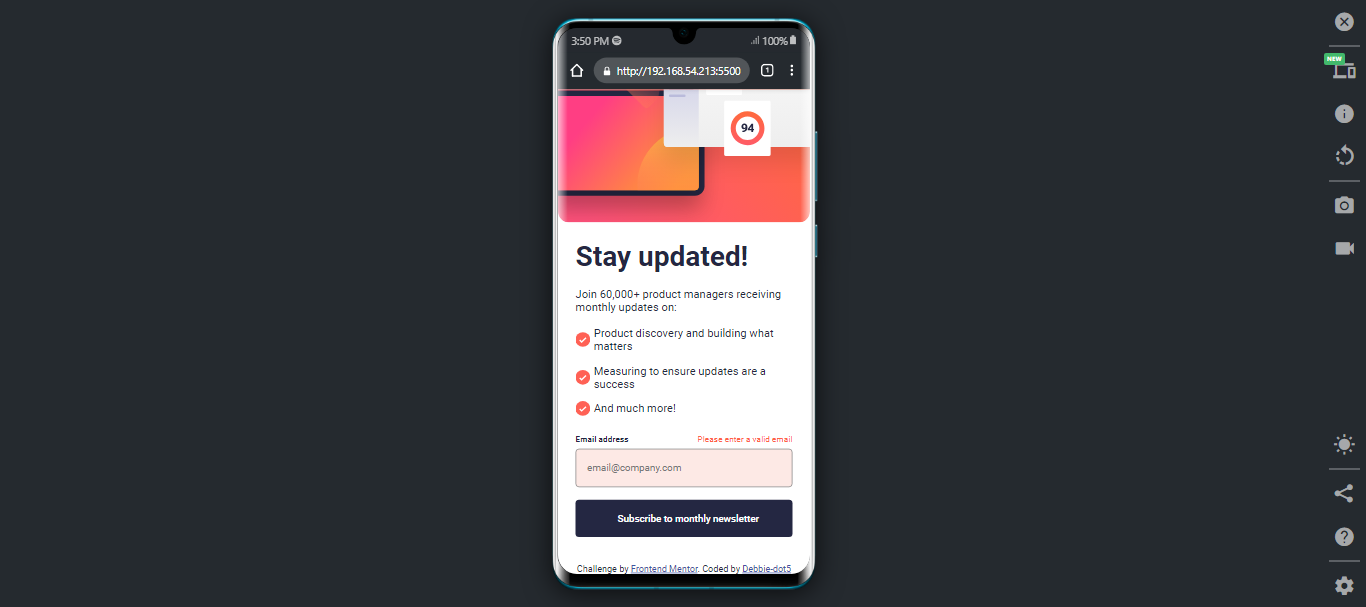 3:50 PM
100%
http://192.168.54.213:5500
1
NEW
94
Stay updated!
Join 60,000+ product managers receiving
monthly updates on:
Product discovery and building what
matters
Measuring to ensure updates are a
success
And much more!
Email address
Please enter a valid email
email@company.com
Subscribe to monthly newsletter
Challenge by Frontend Mentor. Coded by Debbie-dot5